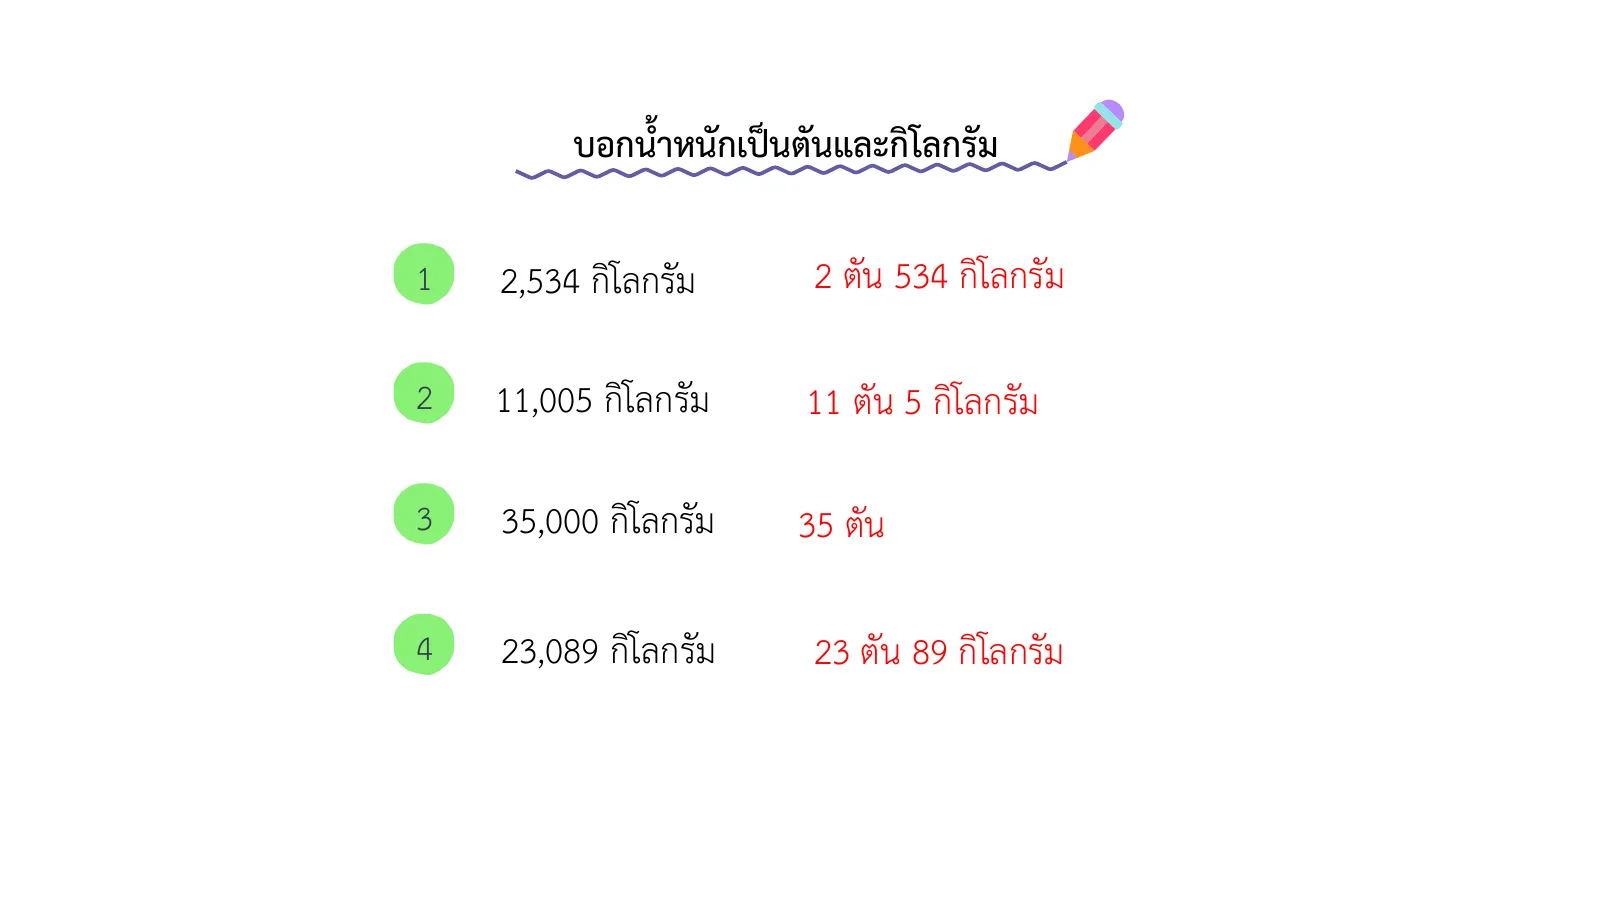 บอกน้ำหนักเป็นตันและกิโลกรัม
1 2,534 กิโลกรัม 2 ตัน 534 กิโลกรัม
2 11,005 กิโลกรัม 11 ตัน 5 กิโลกรัม
3 35,000 กิโลกรัม 35 ตัน
4 23,089 กิโลกรัม 23 ตัน 89 กิโลกรัม